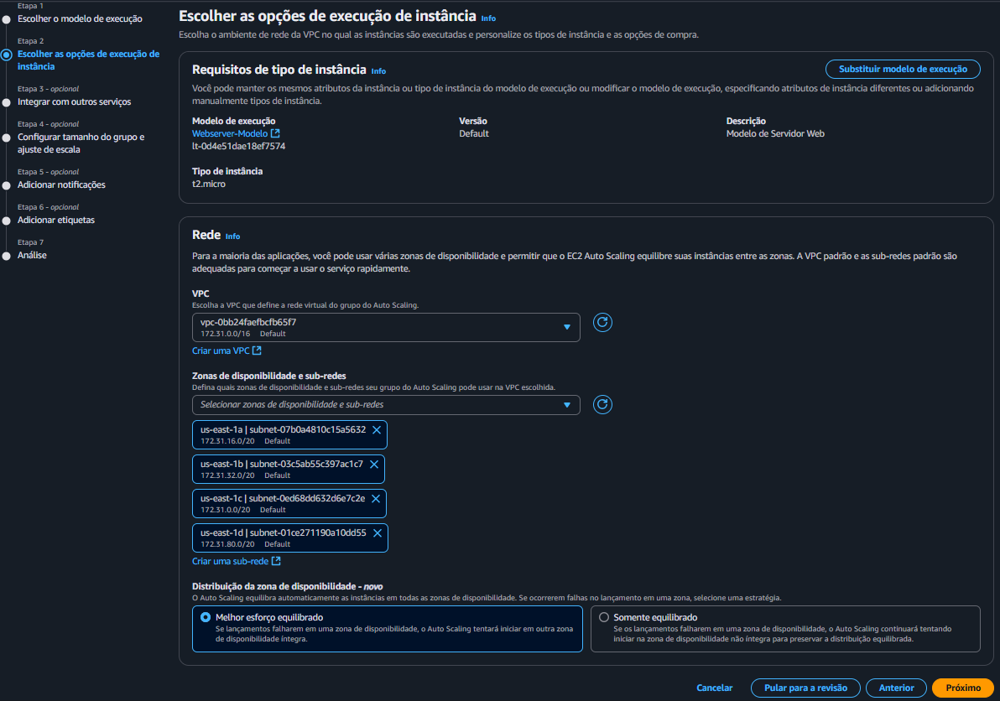 Etapa 1
Escolher o modelo de execução
Etapa 2
Escolher as opções de execução de
instância
Etapa 3 - opcional
Integrar com outros serviços
Etapa 4 - opcional
Configurar tamanho do grupo e
ajuste de escala
Etapa 5 - opcional
Adicionar notificações
Etapa 6 - opcional
Adicionar etiquetas
Etapa 7
Análise
Escolher as opções de execução de instância Info
Escolha o ambiente de rede da VPC no qual as instâncias são executadas e personalize os tipos de instância e as opções de compra.
Requisitos de tipo de instância Info
Substituir modelo de execução
Você pode manter os mesmos atributos da instância ou tipo de instância do modelo de execução ou modificar o modelo de execução, especificando atributos de instância diferentes ou adicionando
manualmente tipos de instância.
Modelo de execução
Webserver-Modelo
lt-0d4e51dae18ef7574
Versão
Default
Descrição
Modelo de Servidor Web
Tipo de instância
t2.micro
Rede Info
Para a maioria das aplicações, você pode usar várias zonas de disponibilidade e permitir que o EC2 Auto Scaling equilibre suas instâncias entre as zonas. A VPC padrão e as sub-redes padrão são
adequadas para começar a usar o serviço rapidamente.
VPC
Escolha a VPC que define a rede virtual do grupo do Auto Scaling.
vpc-0bb24faefbcfb65f7
172.31.0.0/16 Default
Criar uma VPC
Zonas de disponibilidade e sub-redes
Defina quais zonas de disponibilidade e sub-redes seu grupo do Auto Scaling pode usar na VPC escolhida.
Selecionar zonas de disponibilidade e sub-redes
us-east-1a | subnet-07b0a4810c15a5632
172.31.16.0/20 Default
us-east-1b | subnet-03c5ab55c397ac1c7
172.31.32.0/20 Default
us-east-1c | subnet-0ed68dd632d6e7c2e
172.31.0.0/20 Default
us-east-1d | subnet-01ce271190a10dd55
172.31.80.0/20 Default
Criar uma sub-rede
Distribuição da zona de disponibilidade - novo
O Auto Scaling equilibra automaticamente as instâncias em todas as zonas de disponibilidade. Se ocorrerem falhas no lançamento em uma zona, selecione uma estratégia.
Melhor esforço equilibrado
Se lançamentos falharem em uma zona de disponibilidade, o Auto Scaling tentará iniciar em outra zona
de disponibilidade íntegra.
Somente equilibrado
Se os lançamentos falharem em uma zona de disponibilidade, o Auto Scaling continuará tentando
iniciar na zona de disponibilidade não íntegra para preservar a distribuição equilibrada.
Cancelar
Pular para a revisão
Anterior
Próximo